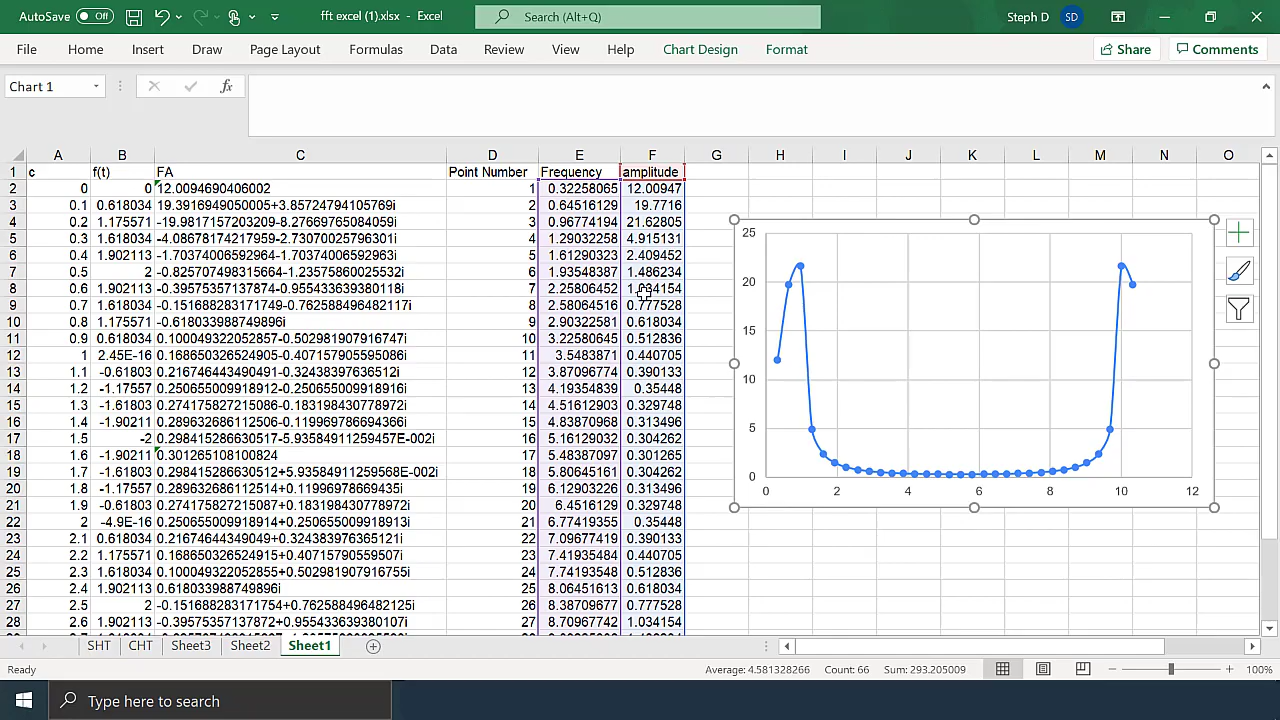 AutoSave Off fft excel (1).xlsx - Excel Search (Alt+Q) Steph D SD
File Home Insert Draw Page Layout Formulas Data Review View Help Chart Design Format Share Comments
Chart 1 fx
A B C D E F G H I J K L M N O
1 c f(t) FA Point Number Frequency amplitude
2 0 0 12.0094690406002 1 0.32258065 12.00947
3 0.1 0.618034 19.3916949050005+3.85724794105769i 2 0.64516129 19.7716
4 0.2 1.175571 -19.9817157203209-8.27669765084059i 3 0.96774194 21.62805
5 0.3 1.618034 -4.08678174217959-2.73070025796301i 4 1.29032258 4.915131
6 0.4 1.902113 -1.70374006592964-1.70374006592963i 5 1.61290323 2.409452
7 0.5 2 -0.825707498315664-1.23575860025532i 6 1.93548387 1.486234
8 0.6 1.902113 -0.39575357137874-0.955433639380118i 7 2.25806452 1.034154
9 0.7 1.618034 -0.151688283171749-0.762588496482117i 8 2.58064516 0.777528
10 0.8 1.175571 -0.618033988749896i 9 2.90322581 0.618034
11 0.9 0.618034 0.100049322052857-0.50298190791674​7i 10 3.22580645 0.512836
12 1 2.45E-16 0.168650326524905-0.407157905595086i 11 3.5483871 0.440705
13 1.1 -0.61803 0.216746444490491-0.32438397636512i 12 3.87096774 0.390133
14 1.2 -1.17557 0.250655009918912-0.250655009918916i 13 4.19354839 0.35448
15 1.3 -1.61803 0.274175827215086-0.183198430778972i 14 4.51612903 0.329748
16 1.4 -1.90211 0.289632686112506-0.119969786694366i 15 4.83870968 0.313496
17 1.5 -2 0.298415286630517-5.93584911259457E-002i 16 5.16129032 0.304262
18 1.6 -1.90211 0.301265108100824 17 5.48387097 0.301265
19 1.7 -1.61803 0.298415286630512+5.93584911259502E-002i 18 5.80645161 0.304262
20 1.8 -1.17557 0.289632686112514+0.11996978669435i 19 6.12903226 0.313496
21 1.9 -0.61803 0.274175827215087+0.183198430778972i 20 6.4516129 0.329748
22 2 -4.9E-16 0.250655009918914+0.250655009918913i 21 6.77419355 0.35448
23 2.1 0.618034 0.21674644349049+0.324383976365121i 22 7.09677419 0.390133
24 2.2 1.175571 0.168650326524915+0.407157905595​07i 23 7.41935484 0.440705
25 2.3 1.618034 0.100049322052855+0.502981907916755i 24 7.74193548 0.512836
26 2.4 1.902113 0.618033988749896i 25 8.06451613 0.618034
27 2.5 2 -0.151688283171754+0.762588496482125i 26 8.38709677 0.777528
28 2.6 1.902113 -0.39575357137872+0.955433639380107i 27 8.70967742 1.034154
25
20
15
10
5
0
0 2 4 6 8 10 12
SHT CHT Sheet3 Sheet2 Sheet1
Ready Average: 4.581328266 Count: 66 Sum: 293.205009 100%
Type here to search